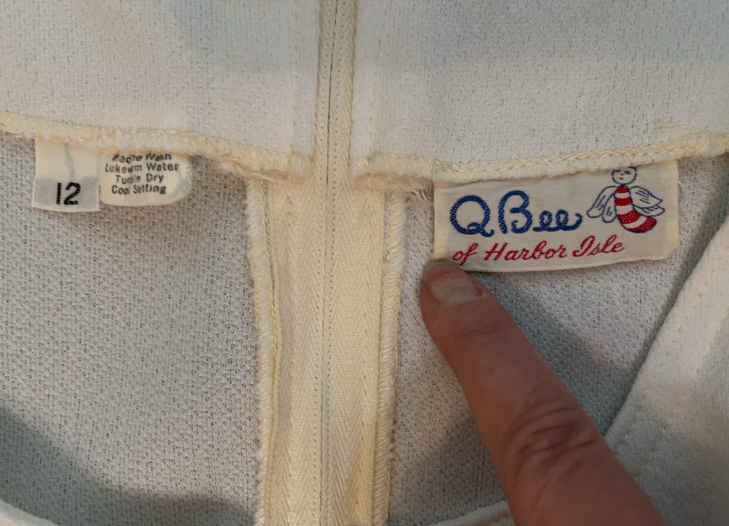 12
Machine Wash
Lukewarm Water
Tumble Dry
Cool Setting
Q Bee
of Harbor Isle